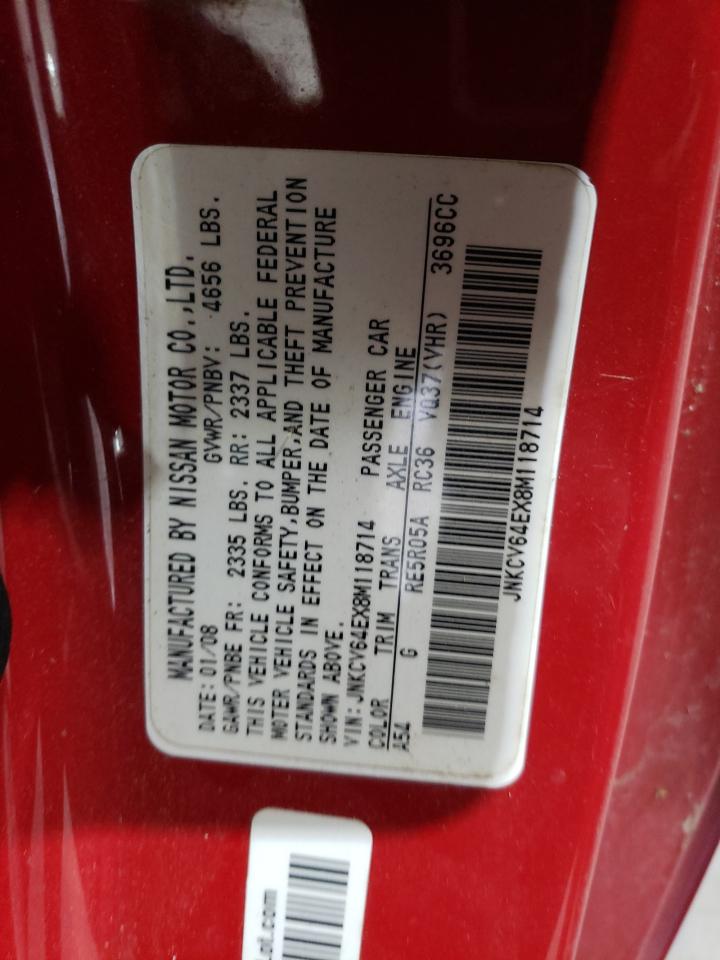 MANUFACTURED BY NISSAN MOTOR CO.,LTD.
DATE: 01/08 GVWR/PNBV: 4656 LBS.
GAWR/PNBE FR: 2335 LBS. RR: 2337 LBS.
THIS VEHICLE CONFORMS TO ALL APPLICABLE FEDERAL
MOTER VEHICLE SAFETY,BUMPER,AND THEFT PREVENTION
STANDARDS IN EFFECT ON THE DATE OF MANUFACTURE
SHOWN ABOVE.
VIN: JNKCV64EX8M118714 PASSENGER CAR
COLOR TRIM TRANS AXLE ENGINE
A54 G RE5R05A RC36 VQ37(VHR) 3696CC
JNKCV64EX8M118714